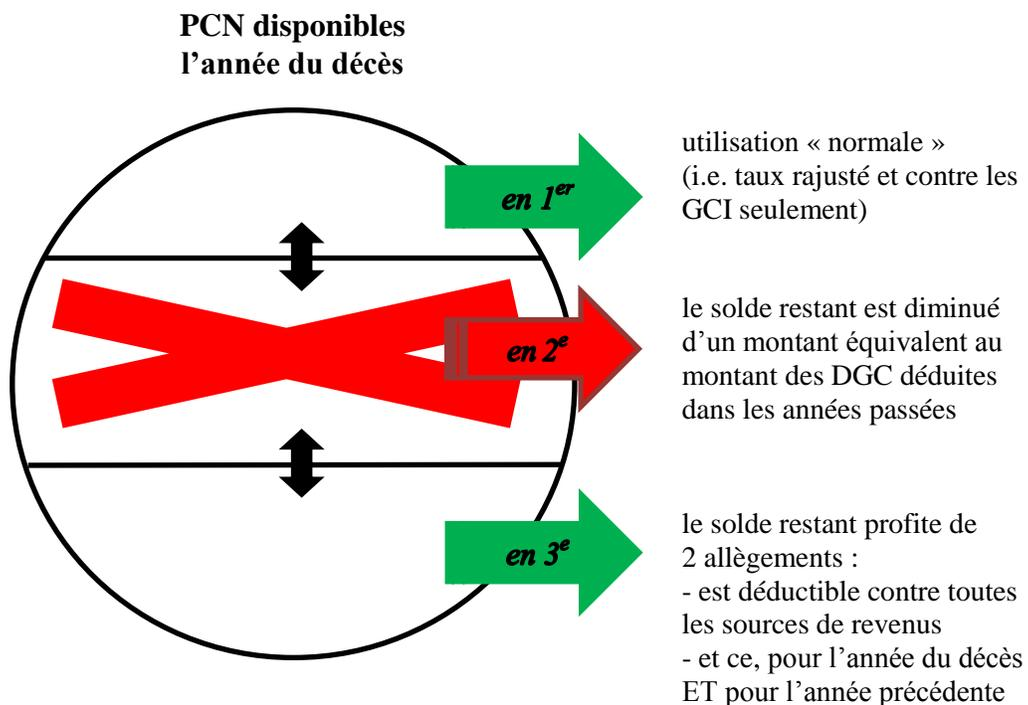 PCN disponibles
l’année du décès
en 1er
utilisation « normale »
(i.e. taux rajusté et contre les
GCI seulement)
en 2e
le solde restant est diminué
d’un montant équivalent au
montant des DGC déduites
dans les années passées
en 3e
le solde restant profite de
2 allègements :
- est déductible contre toutes
les sources de revenus
- et ce, pour l’année du décès
ET pour l’année précédente